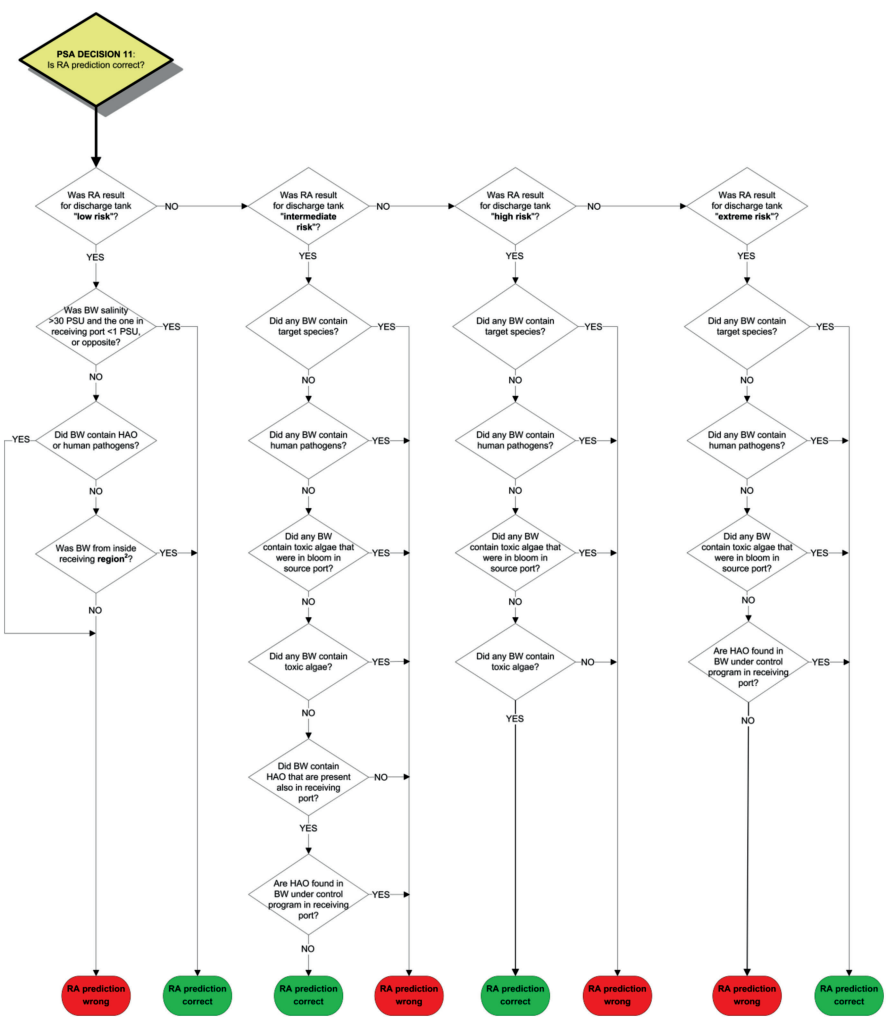 PSA DECISION 11:
Is RA prediction correct?
Was RA result
for discharge tank
"low risk"?
NO
Was RA result
for discharge tank
"intermediate
risk"?
NO
Was RA result
for discharge tank
"high risk"?
NO
Was RA result
for discharge tank
"extreme risk"?
YES
YES
YES
YES
Was BW salinity
>30 PSU and the one in
receiving port <1 PSU,
or opposite?
YES
Did any BW contain
target species?
YES
Did any BW contain
target species?
YES
Did any BW contain
target species?
YES
NO
NO
NO
NO
YES
Did BW contain HAO
or human pathogens?
Did any BW contain
human pathogens?
YES
Did any BW contain
human pathogens?
YES
Did any BW contain
human pathogens?
YES
NO
NO
NO
NO
Was BW from inside
receiving region²?
YES
Did any BW
contain toxic algae that
were in bloom in
source port?
YES
Did any BW
contain toxic algae that
were in bloom in
source port?
YES
Did any BW
contain toxic algae that
were in bloom in
source port?
YES
NO
NO
NO
NO
Did any BW contain
toxic algae?
YES
Did any BW contain
toxic algae?
NO
Are HAO found in
BW under control
program in receiving
port?
YES
NO
YES
NO
Did BW contain
HAO that are present
also in receiving
port?
NO
YES
Are HAO found in
BW under control
program in receiving
port?
YES
NO
RA prediction
wrong
RA prediction
correct
RA prediction
correct
RA prediction
wrong
RA prediction
correct
RA prediction
wrong
RA prediction
wrong
RA prediction
correct